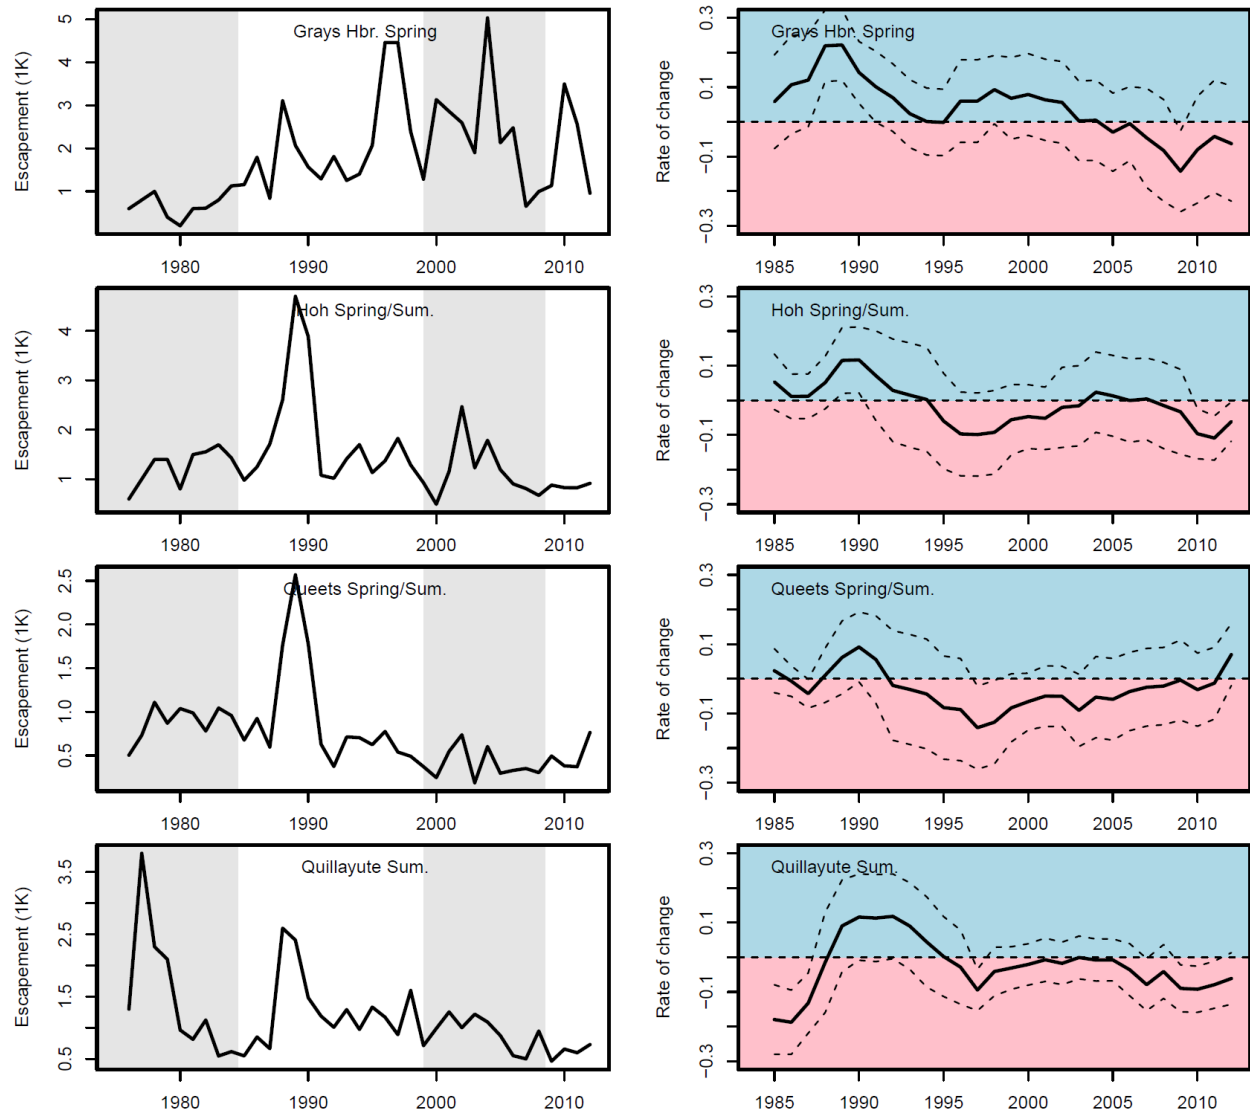 Escapement (1K)
5
4
3
2
1
Grays Hbr. Spring
1980 1990 2000 2010
Rate of change
0.3
0.1
−0.1
−0.3
Grays Hbr. Spring
1985 1990 1995 2000 2005 2010
Escapement (1K)
4
3
2
1
Hoh Spring/Sum.
1980 1990 2000 2010
Rate of change
0.3
0.1
−0.1
−0.3
Hoh Spring/Sum.
1985 1990 1995 2000 2005 2010
Escapement (1K)
2.5
2.0
1.5
1.0
0.5
Queets Spring/Sum.
1980 1990 2000 2010
Rate of change
0.3
0.1
−0.1
−0.3
Queets Spring/Sum.
1985 1990 1995 2000 2005 2010
Escapement (1K)
3.5
2.5
1.5
0.5
Quillayute Sum.
1980 1990 2000 2010
Rate of change
0.3
0.1
−0.1
−0.3
Quillayute Sum.
1985 1990 1995 2000 2005 2010